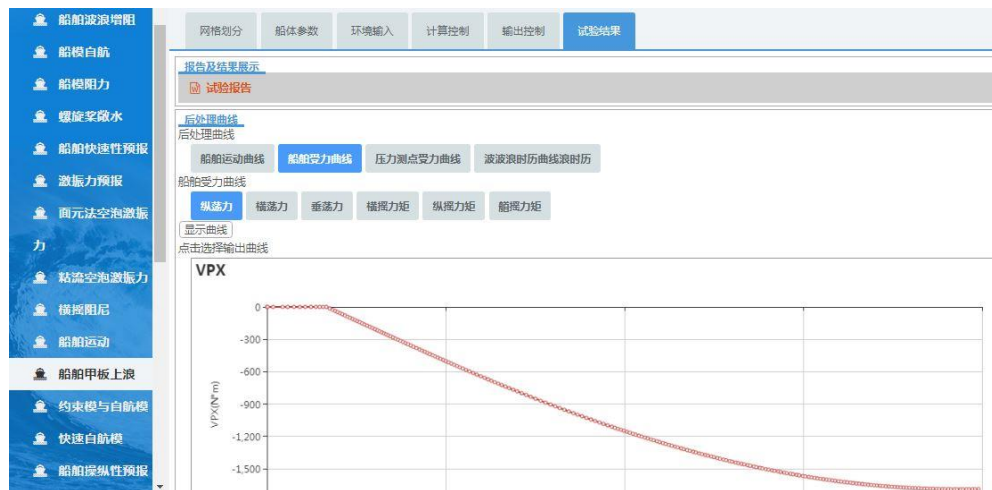 船舶波浪增阻
船模自航
船模阻力
螺旋桨敞水
船舶快速性预报
激振力预报
面元法空泡激振
力
粘流空泡激振力
横摇阻尼
船舶运动
船舶甲板上浪
约束模与自航模
快速自航模
船舶操纵性预报
网格划分 船体参数 环境输入 计算控制 输出控制 试验结果
报告及结果展示
试验报告
后处理曲线
后处理曲线
船舶运动曲线 船舶受力曲线 压力测点受力曲线 波波浪时历曲线浪时历
船舶受力曲线
纵荡力 横荡力 垂荡力 横摇力矩 纵摇力矩 艏摇力矩
显示曲线
点击选择输出曲线
VPX
0
-300
-600
-900
-1,200
-1,500
VPX(N*m)